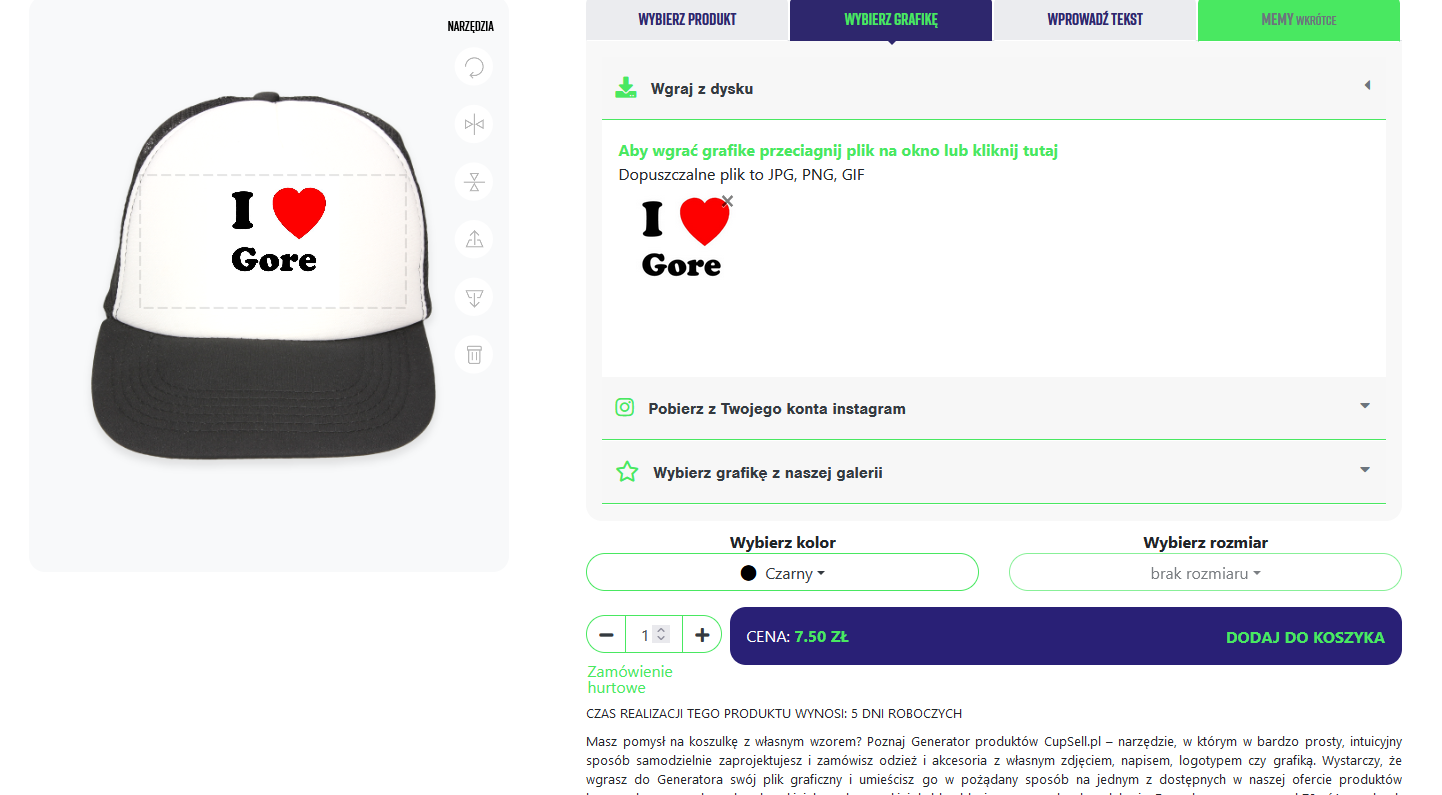 NARZĘDZIA
I
Gore
WYBIERZ PRODUKT
WYBIERZ GRAFIKĘ
WPROWADŹ TEKST
MEMY WKRÓTCE
Wgraj z dysku
Aby wgrać grafike przeciagnij plik na okno lub kliknij tutaj
Dopuszczalne plik to JPG, PNG, GIF
I
Gore
Pobierz z Twojego konta instagram
Wybierz grafikę z naszej galerii
Wybierz kolor
Czarny
Wybierz rozmiar
brak rozmiaru
1
CENA: 7.50 ZŁ
DODAJ DO KOSZYKA
Zamówienie
hurtowe
CZAS REALIZACJI TEGO PRODUKTU WYNOSI: 5 DNI ROBOCZYCH
Masz pomysł na koszulkę z własnym wzorem? Poznaj Generator produktów CupSell.pl – narzędzie, w którym w bardzo prosty, intuicyjny
sposób samodzielnie zaprojektujesz i zamówisz odzież i akcesoria z własnym zdjęciem, napisem, logotypem czy grafiką. Wystarczy, że
wgrasz do Generatora swój plik graficzny i umieścisz go w pożądany sposób na jednym z dostępnych w naszej ofercie produktów